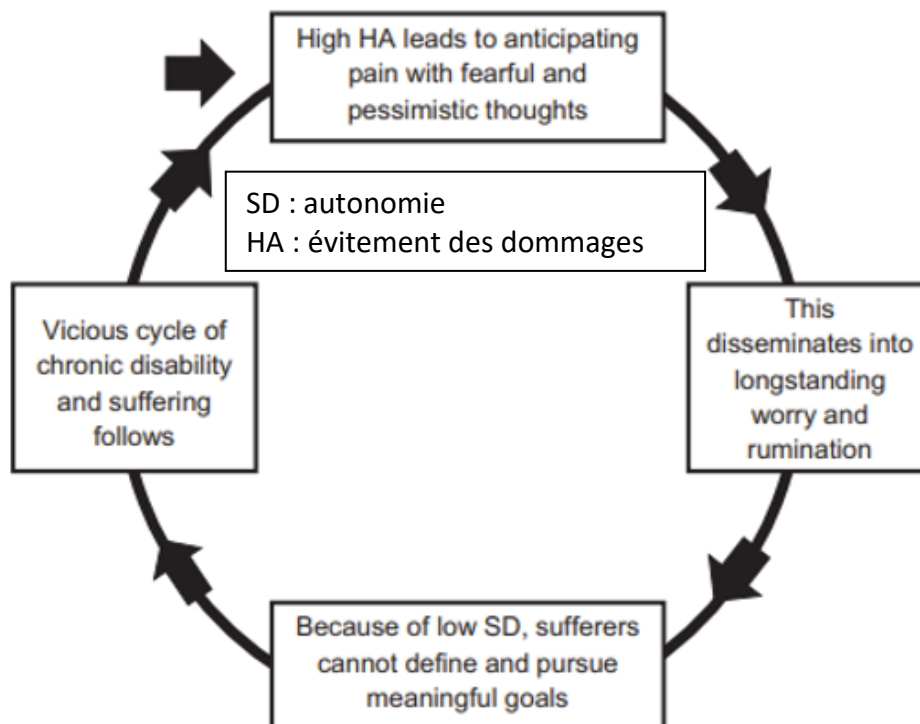 High HA leads to anticipating
pain with fearful and
pessimistic thoughts
SD : autonomie
HA : évitement des dommages
This
disseminates into
longstanding
worry and
rumination
Because of low SD, sufferers
cannot define and pursue
meaningful goals
Vicious cycle of
chronic disability
and suffering
follows